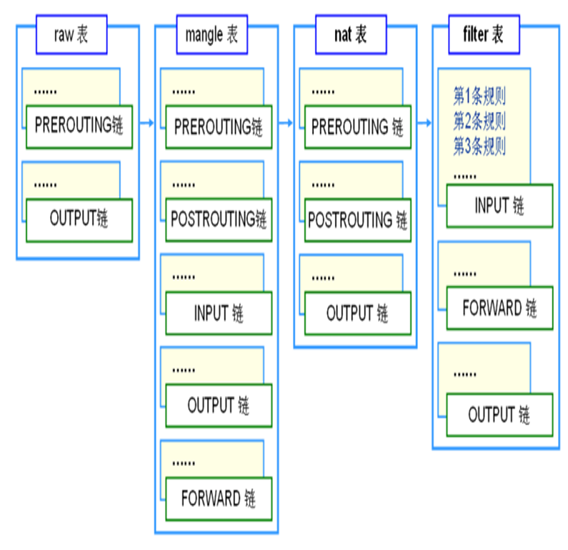 raw 表
......
PREROUTING链
......
OUTPUT链
mangle 表
......
PREROUTING链
......
POSTROUTING链
......
INPUT 链
......
OUTPUT 链
......
FORWARD 链
nat 表
......
PREROUTING 链
......
POSTROUTING 链
......
OUTPUT 链
filter 表
第1条规则
第2条规则
第3条规则
......
INPUT 链
......
FORWARD 链
......
OUTPUT 链